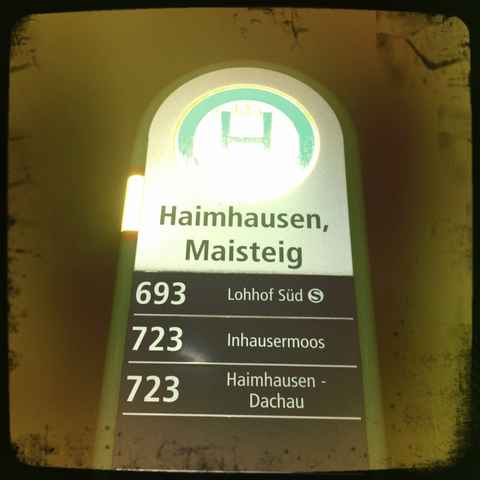 H
Haimhausen,
Maisteig
693 Lohhof Süd S
723 Inhausermoos
723 Haimhausen -
Dachau